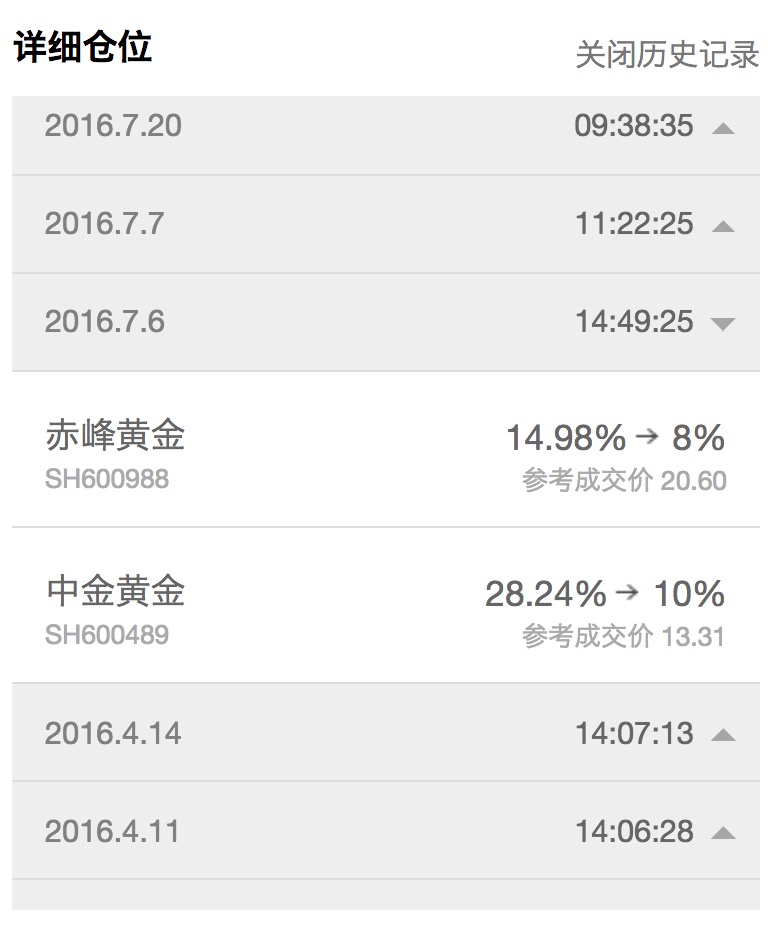 详细仓位 关闭历史记录
2016.7.20 09:38:35
2016.7.7 11:22:25
2016.7.6 14:49:25
赤峰黄金 14.98% → 8%
SH600988 参考成交价 20.60
中金黄金 28.24% → 10%
SH600489 参考成交价 13.31
2016.4.14 14:07:13
2016.4.11 14:06:28